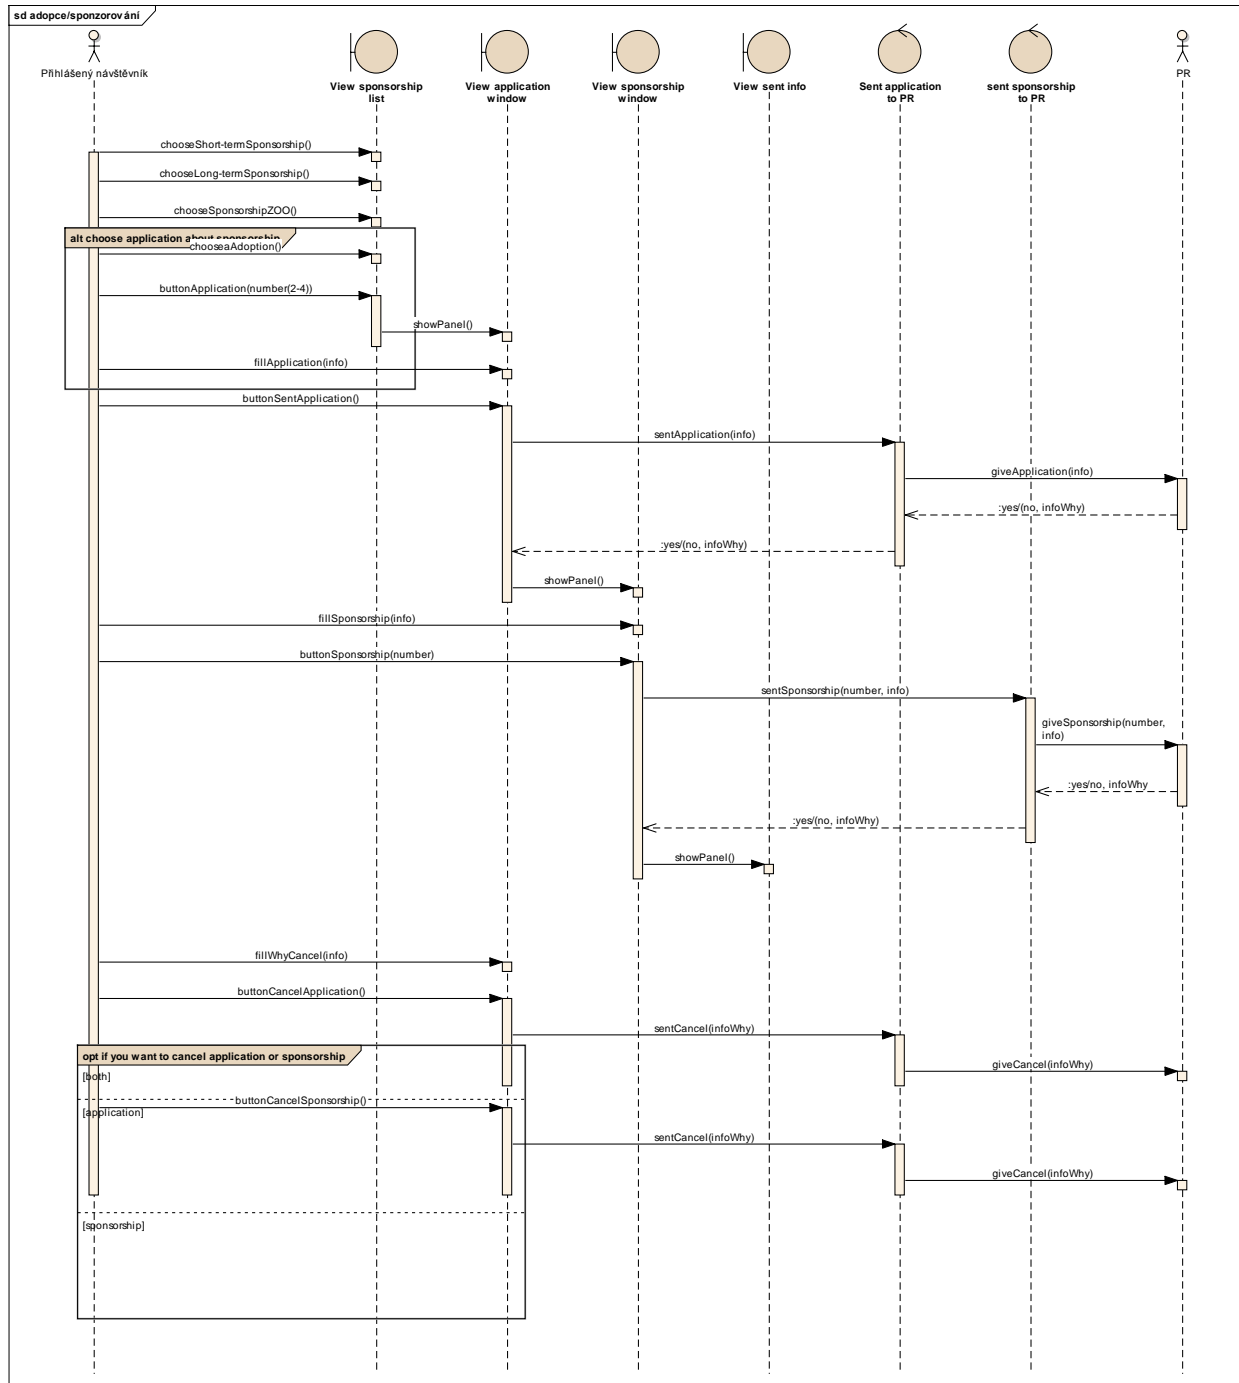 sd adopce/sponzorování
Přihlášený návštěvník
View sponsorship
list
View application
window
View sponsorship
window
View sent info
Sent application
to PR
sent sponsorship
to PR
PR
chooseShort-termSponsorship()
chooseLong-termSponsorship()
chooseSponsorshipZOO()
alt choose application about sponsorship
chooseaAdoption()
buttonApplication(number(2-4))
showPanel()
fillApplication(info)
buttonSentApplication()
sentApplication(info)
giveApplication(info)
:yes/(no, infoWhy)
:yes/(no, infoWhy)
showPanel()
fillSponsorship(info)
buttonSponsorship(number)
sentSponsorship(number, info)
giveSponsorship(number,
info)
:yes/no, infoWhy
:yes/(no, infoWhy)
showPanel()
fillWhyCancel(info)
buttonCancelApplication()
sentCancel(infoWhy)
opt if you want to cancel application or sponsorship
giveCancel(infoWhy)
[both]
buttonCancelSponsorship()
[application]
sentCancel(infoWhy)
giveCancel(infoWhy)
[sponsorship]